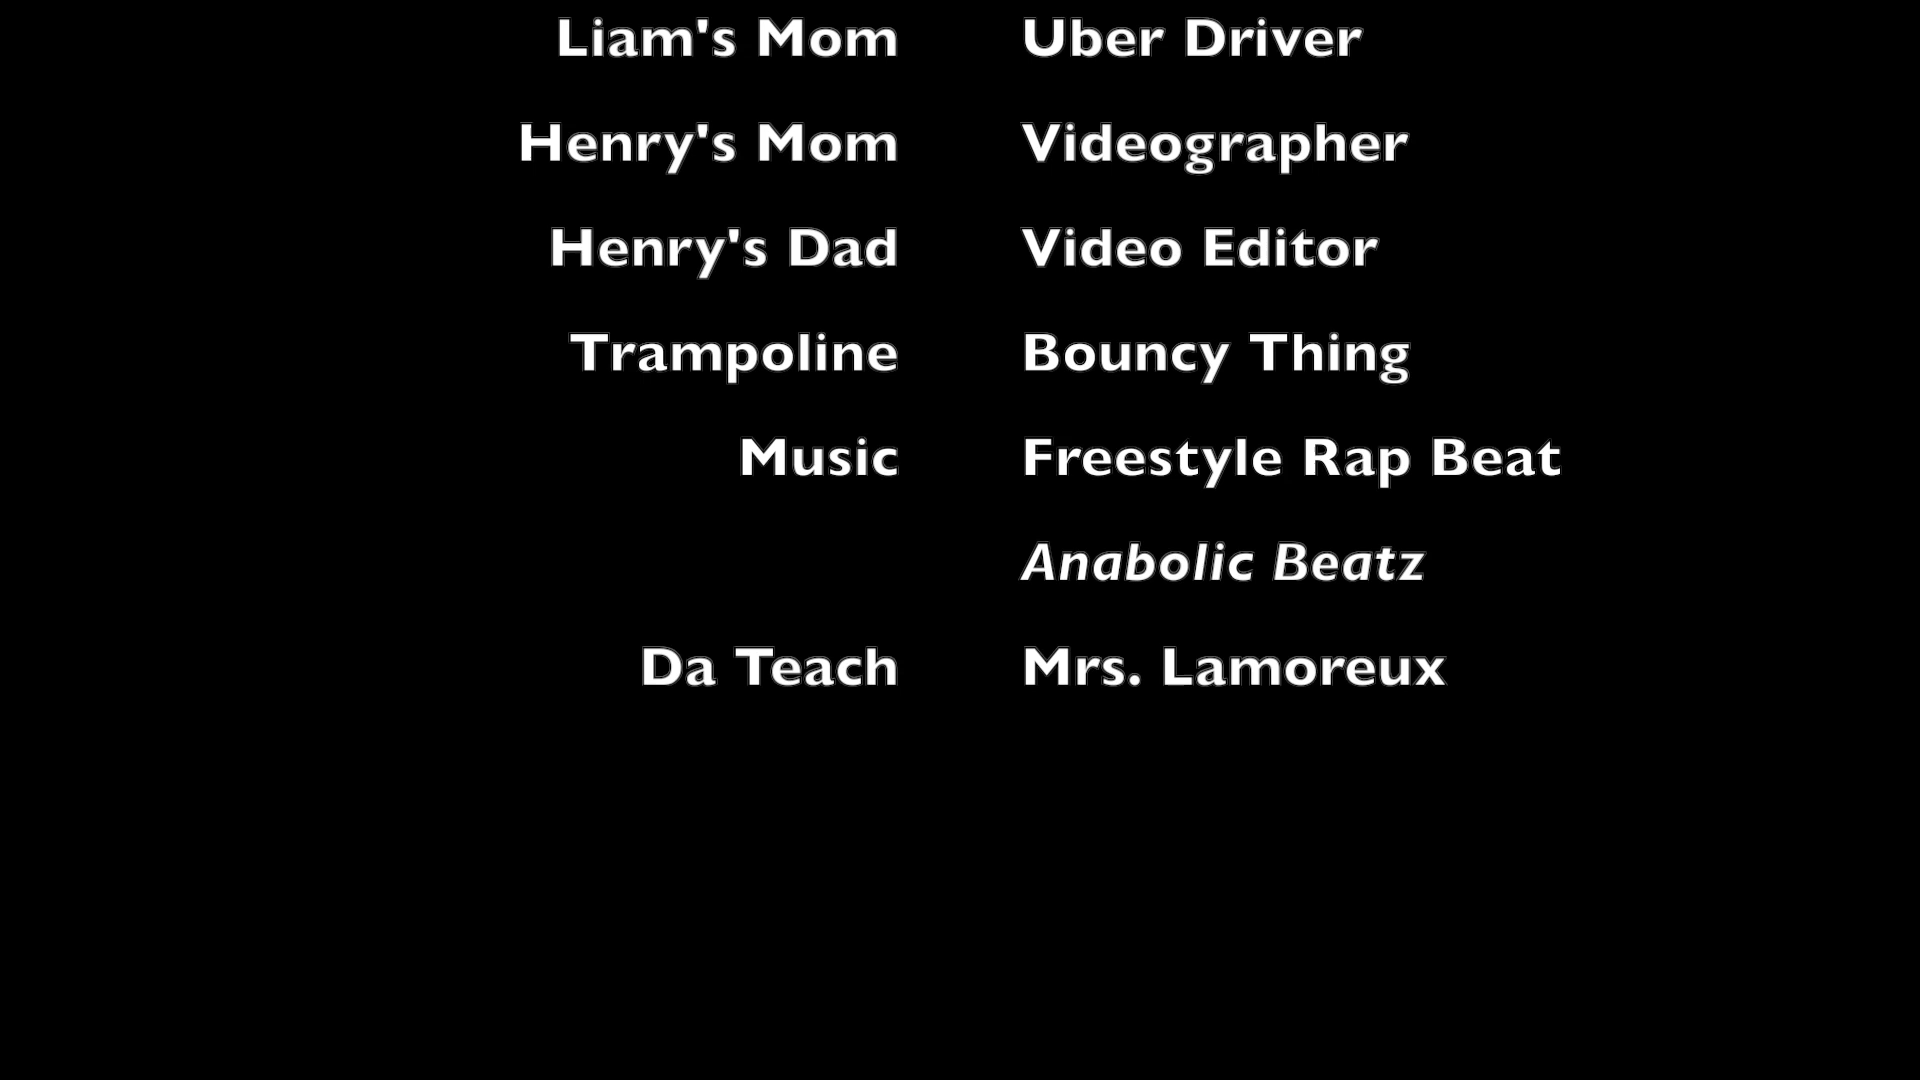 Liam's Mom Uber Driver
Henry's Mom Videographer
Henry's Dad Video Editor
Trampoline Bouncy Thing
Music Freestyle Rap Beat
Anabolic Beatz
Da Teach Mrs. Lamoreux